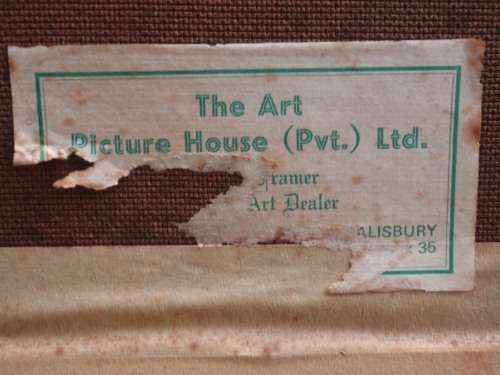 The Art
Picture House (Pvt.) Ltd.
Framer
Art Dealer
ALISBURY
35